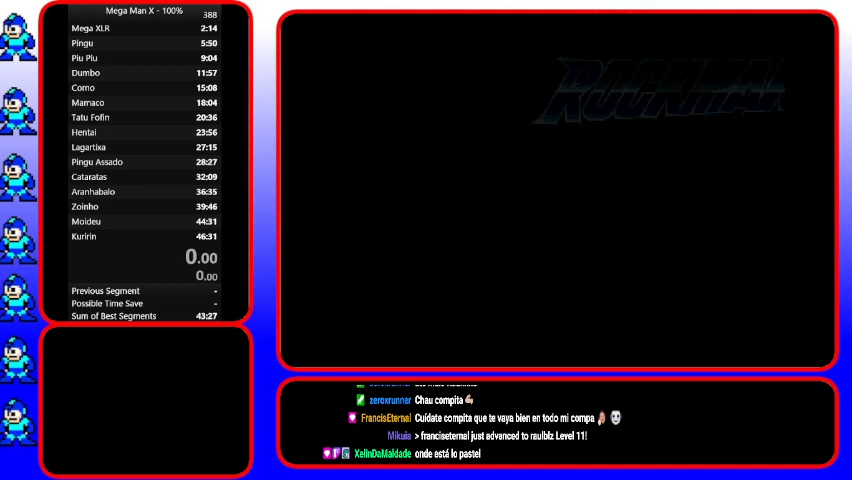 Mega Man X - 100%
388
Mega XLR 2:14
Pingu 5:50
Piu Piu 9:04
Dumbo 11:57
Corno 15:08
Mamaco 18:04
Tatu Fofin 20:36
Hentai 23:56
Lagartixa 27:15
Pingu Assado 28:27
Cataratas 32:09
Aranhabalo 36:35
Zoinho 39:46
Moideu 44:31
Kuririn 46:31
0.00
0.00
Previous Segment -
Possible Time Save -
Sum of Best Segments 43:27
ROCKMAN
zeroxrunner Chau compita
FrancisEternal Cuídate compita que te vaya bien en todo mi compa
Mikuia > franciseternal just advanced to raulblz Level 11!
XelinDaMaldade onde está lo pastel